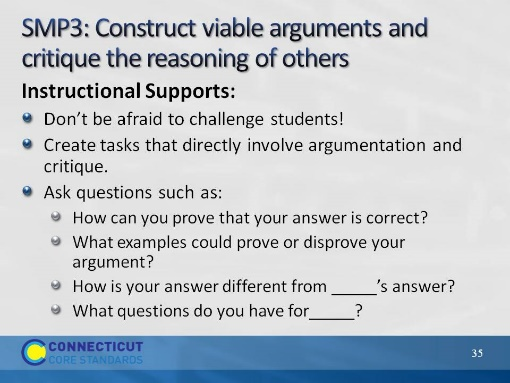 SMP3: Construct viable arguments and
critique the reasoning of others
Instructional Supports:
Don't be afraid to challenge students!
Create tasks that directly involve argumentation and
critique.
Ask questions such as:
How can you prove that your answer is correct?
What examples could prove or disprove your
argument?
How is your answer different from _____'s answer?
What questions do you have for_____?
CONNECTICUT
CORE STANDARDS
35